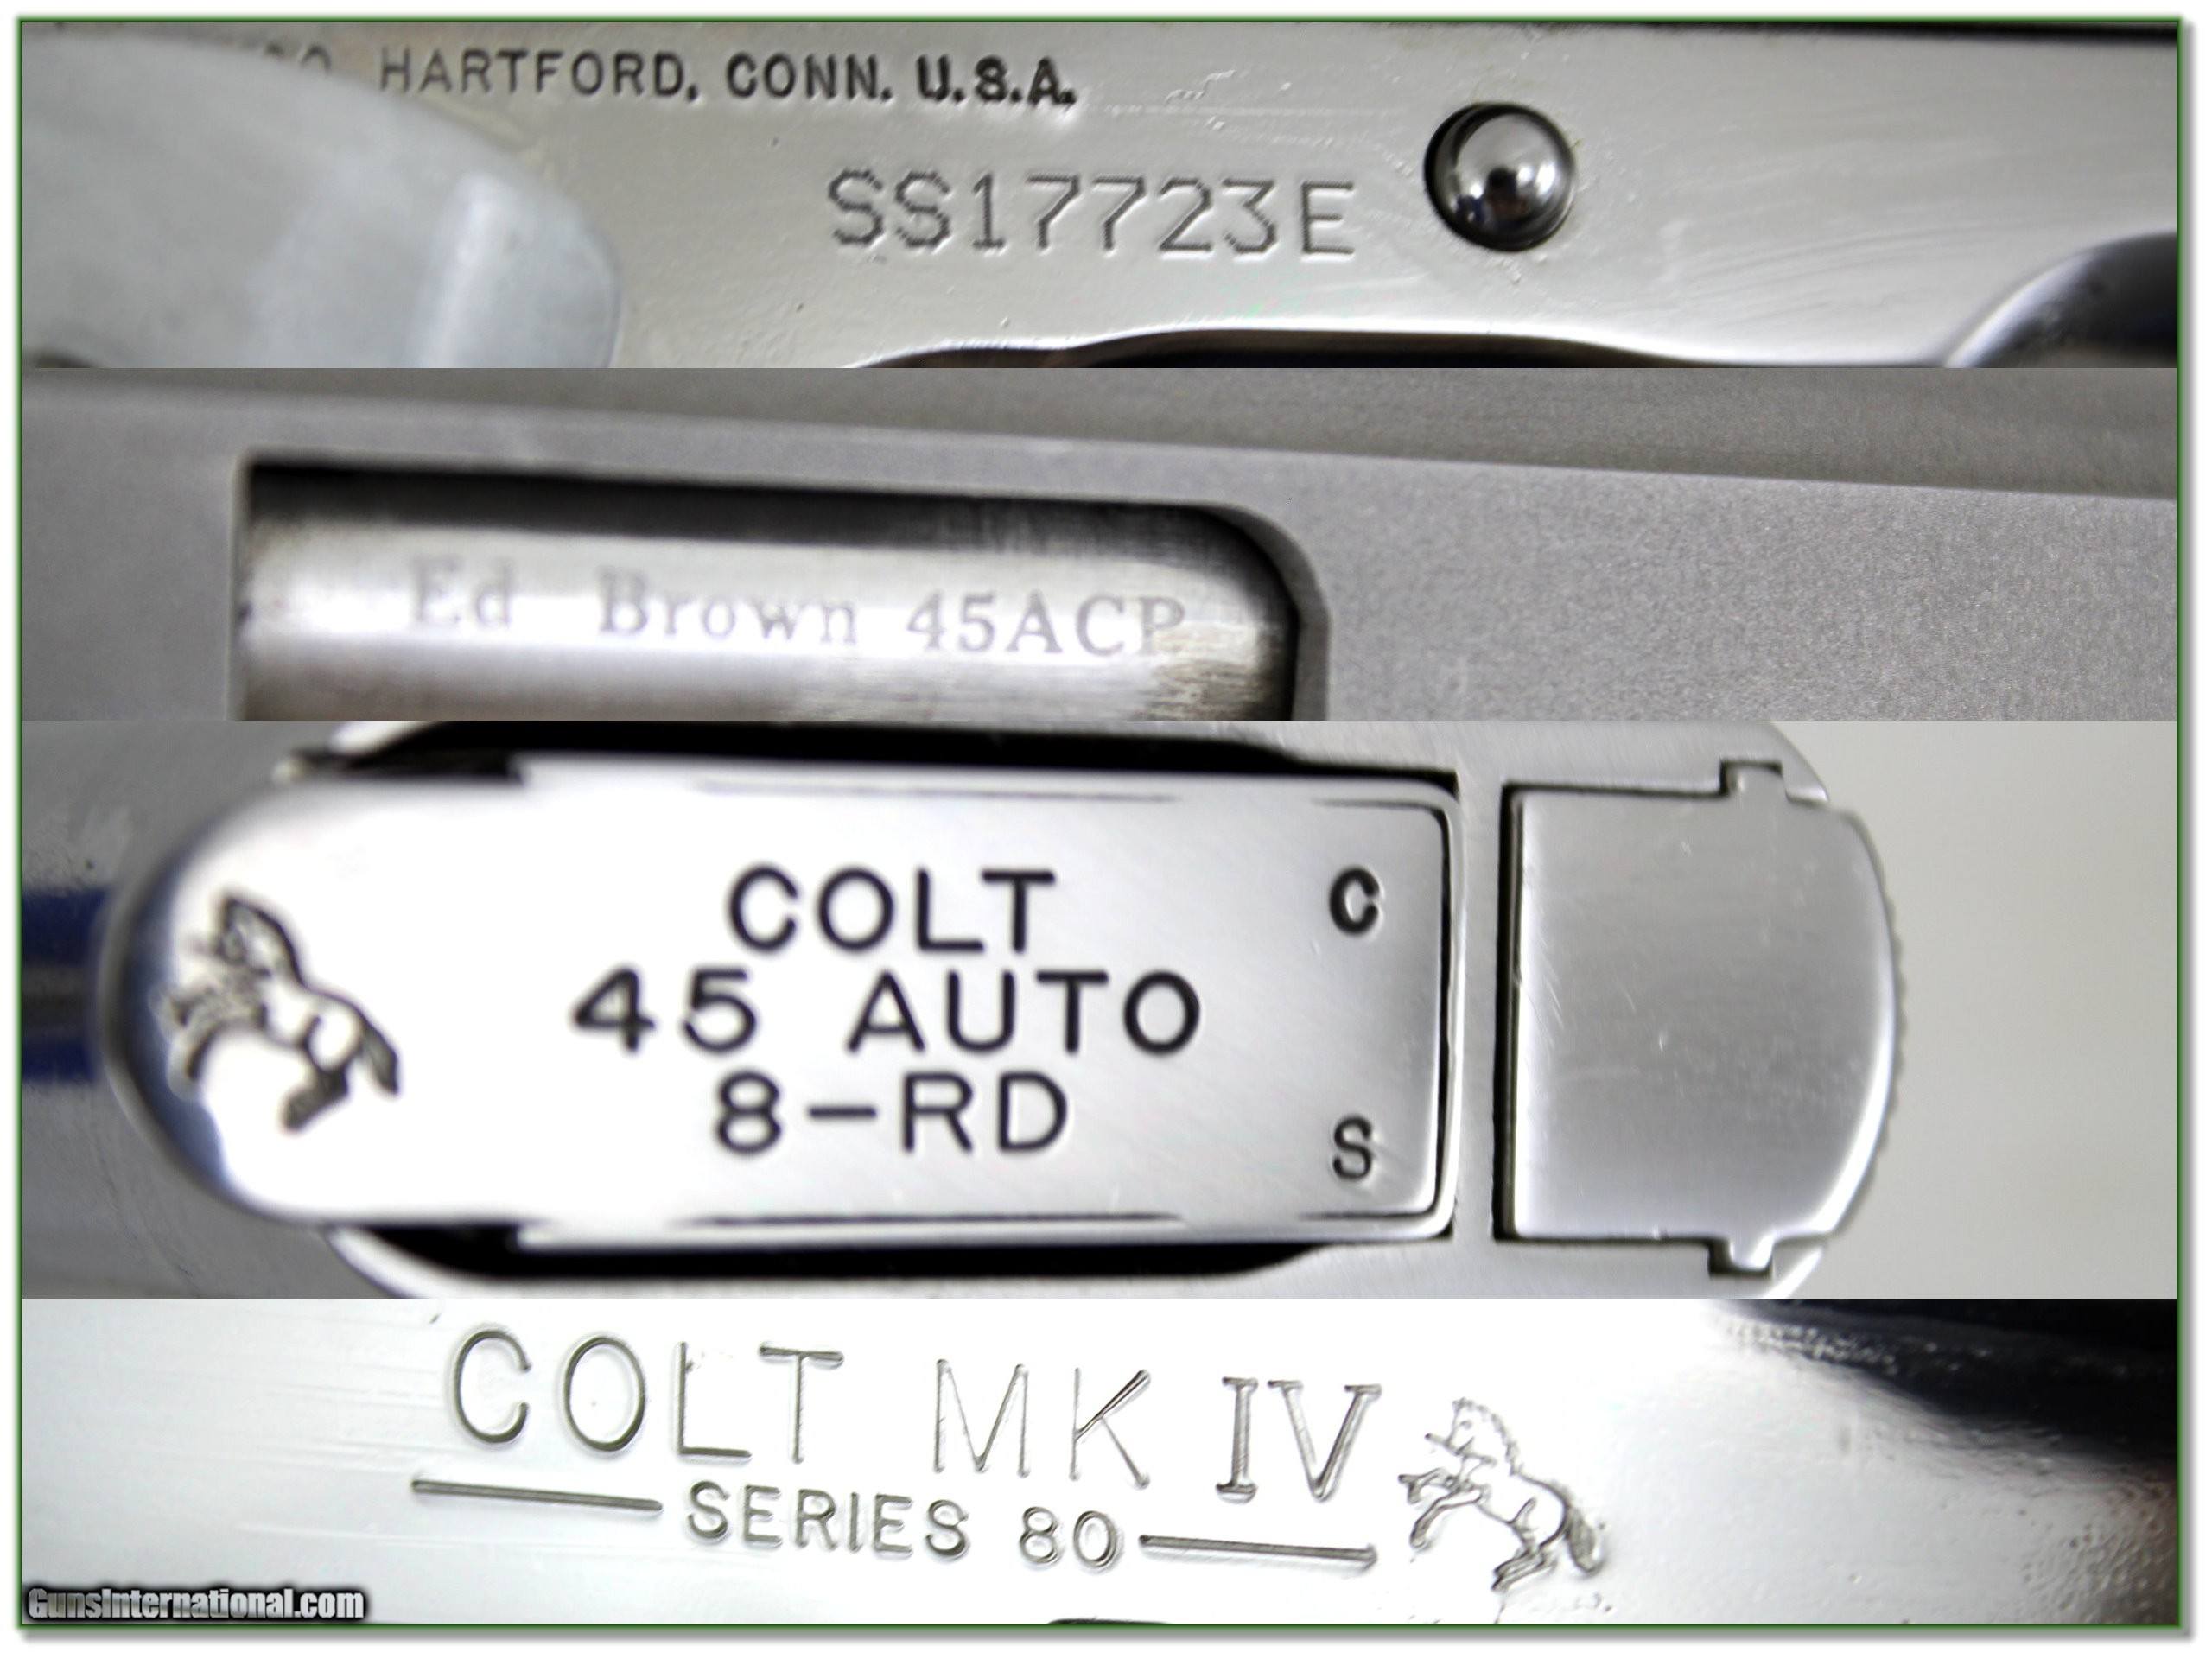 HARTFORD, CONN. U.S.A.
SS17723E
Ed Brown 45ACP
COLT
C
45 AUTO
8-RD
S
COLT MK IV
SERIES 80
GunsInternational.com